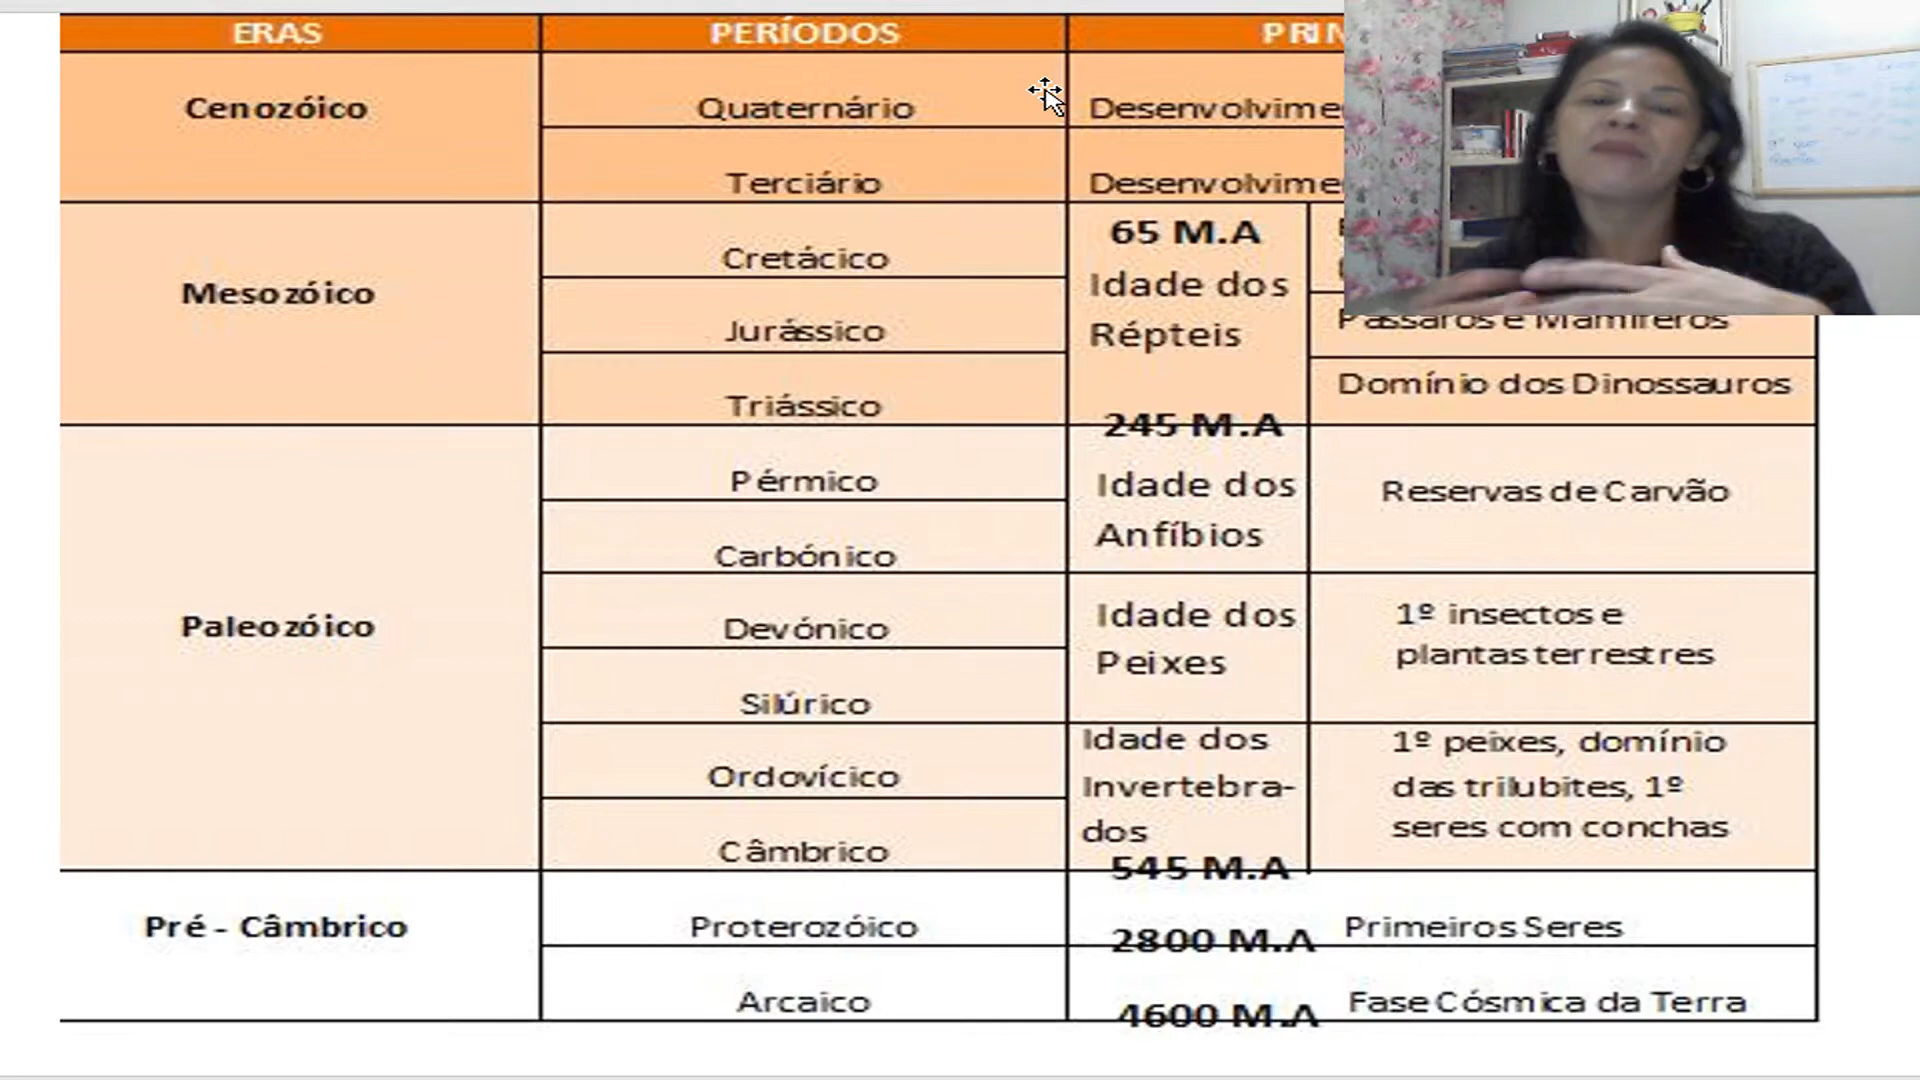 ERAS PERÍODOS
Cenozóico Quaternário
Terciário
65 M.A
Mesozóico Cretácico Idade dos
Jurássico Répteis Pássaros e Mamíferos
Triássico Domínio dos Dinossauros
245 M.A
Pérmico Idade dos Reservas de Carvão
Carbónico Anfíbios
Paleozóico Devónico Idade dos 1º insectos e
Silúrico Peixes plantas terrestres
Ordovícico Idade dos 1º peixes, domínio
Invertebra- das trilubites, 1º
Câmbrico dos seres com conchas
545 M.A
Pré - Câmbrico Proterozóico 2800 M.A Primeiros Seres
Arcaico 4600 M.A Fase Cósmica da Terra